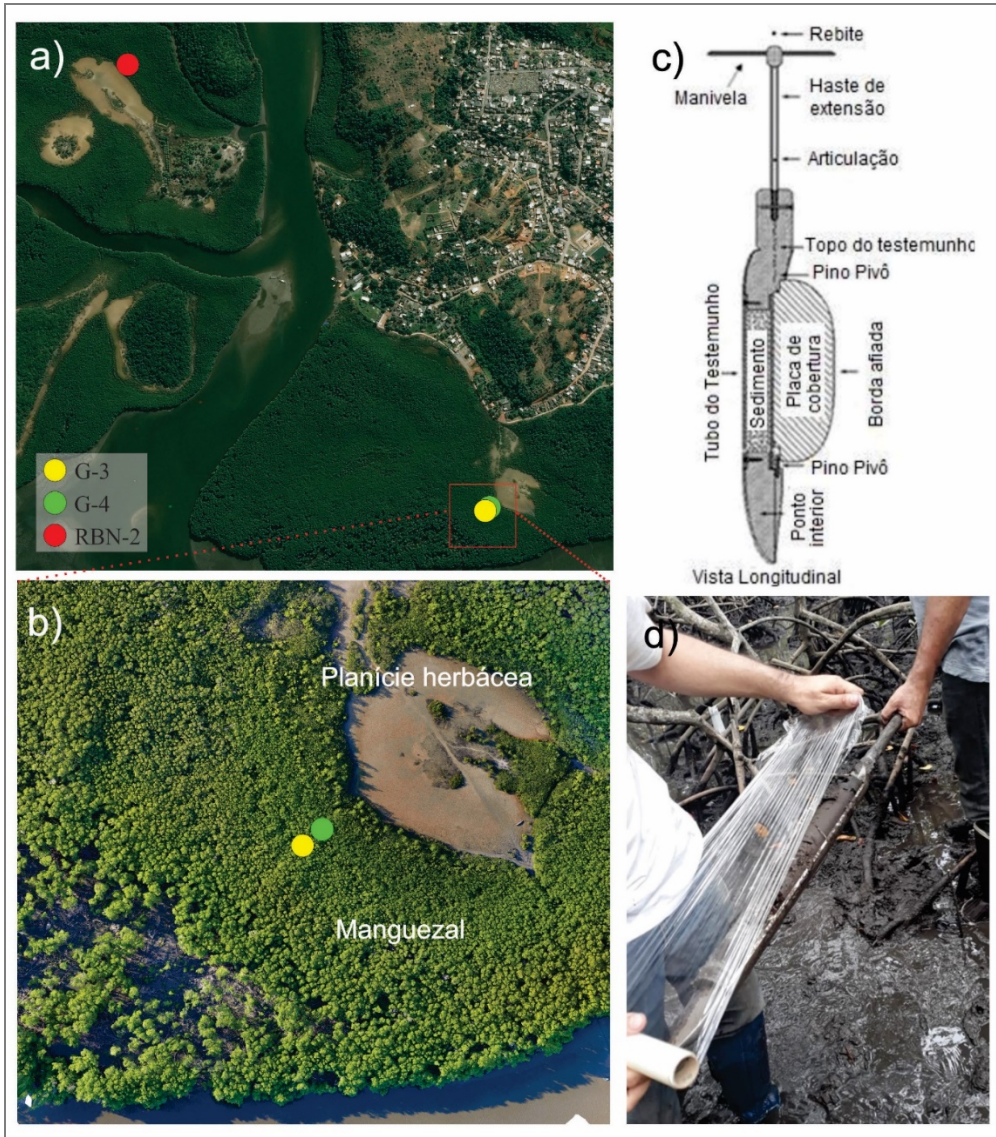 a)
G-3
G-4
RBN-2
b)
Planície herbácea
Manguezal
c)
Rebite
Manivela
Haste de
extensão
Articulação
Topo do testemunho
Pino Pivô
Tubo do Testemunho
Sedimento
Placa de
cobertura
Borda afiada
Pino Pivô
Ponto
interior
Vista Longitudinal
d)